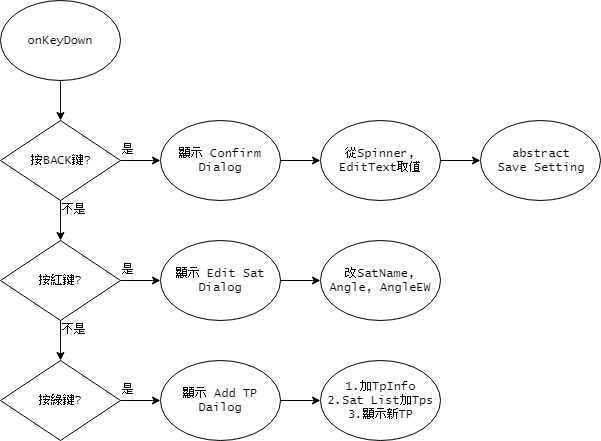 onKeyDown
按BACK鍵?
是
顯示 Confirm
Dialog
從Spinner,
EditText取值
abstract
Save Setting
不是
按紅鍵?
是
顯示 Edit Sat
Dialog
改SatName,
Angle, AngleEW
不是
按綠鍵?
是
顯示 Add TP
Dailog
1.加TpInfo
2.Sat List加Tps
3.顯示新TP